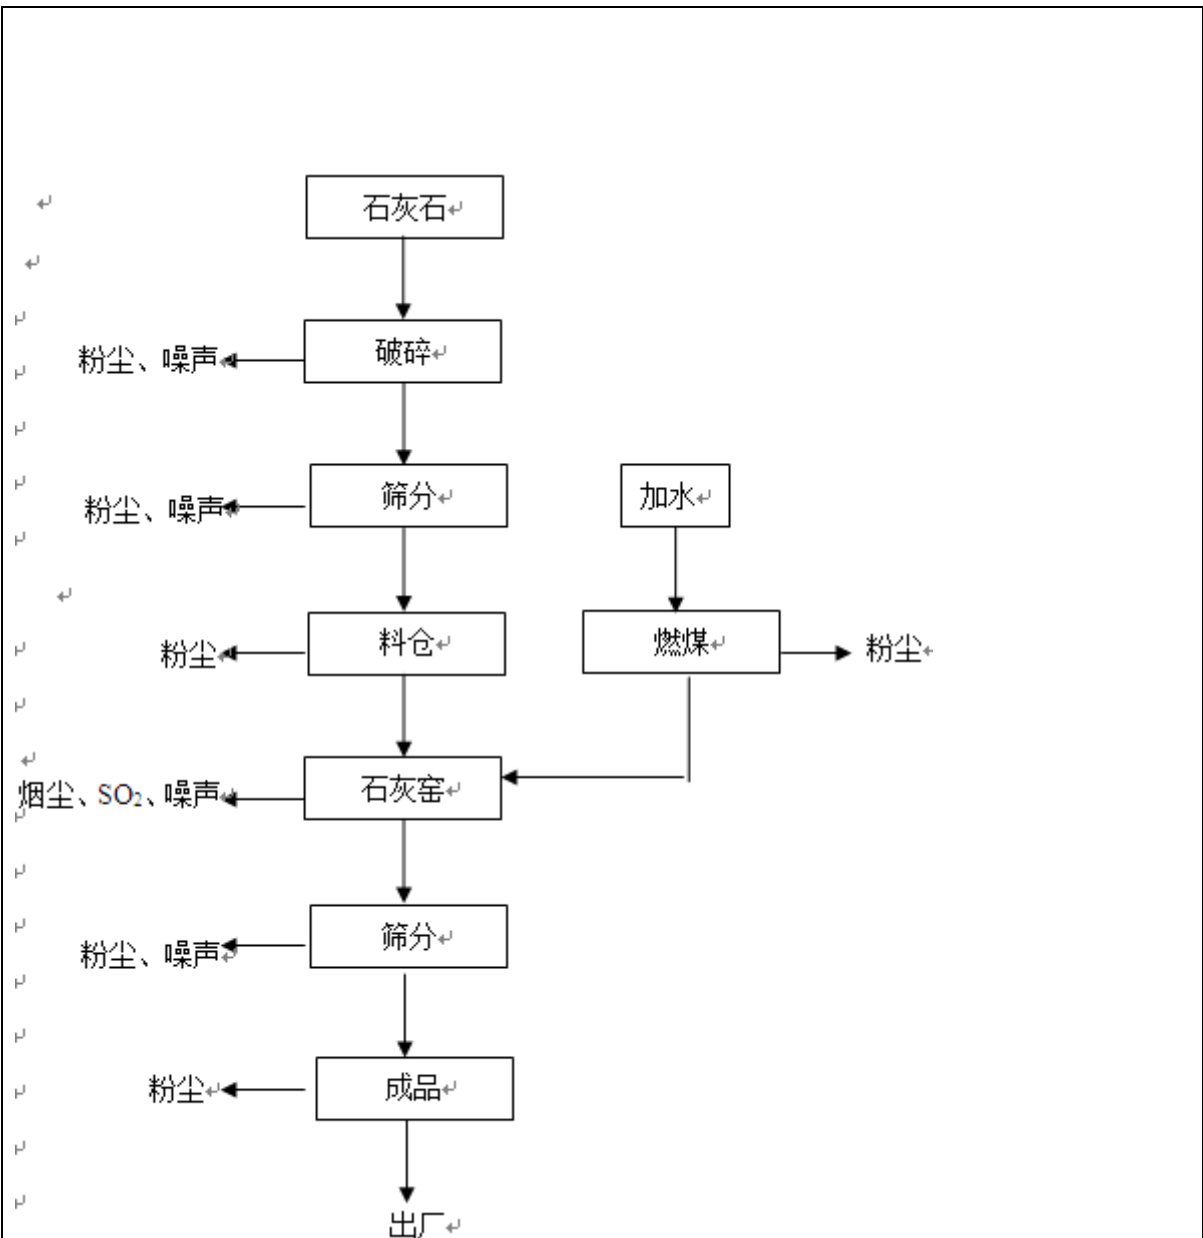 石灰石
粉尘、噪声
破碎
粉尘、噪声
筛分
加水
粉尘
料仓
燃煤
粉尘
烟尘、SO₂、噪声
石灰窑
粉尘、噪声
筛分
粉尘
成品
出厂